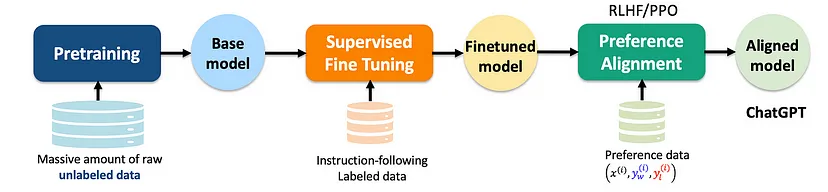 RLHF/PPO
Pretraining
Base
model
Supervised
Fine Tuning
Finetuned
model
Preference
Alignment
Aligned
model
ChatGPT
Massive amount of raw
unlabeled data
Instruction-following
Labeled data
Preference data
(x^(i), y_w^(i), y_l^(i))